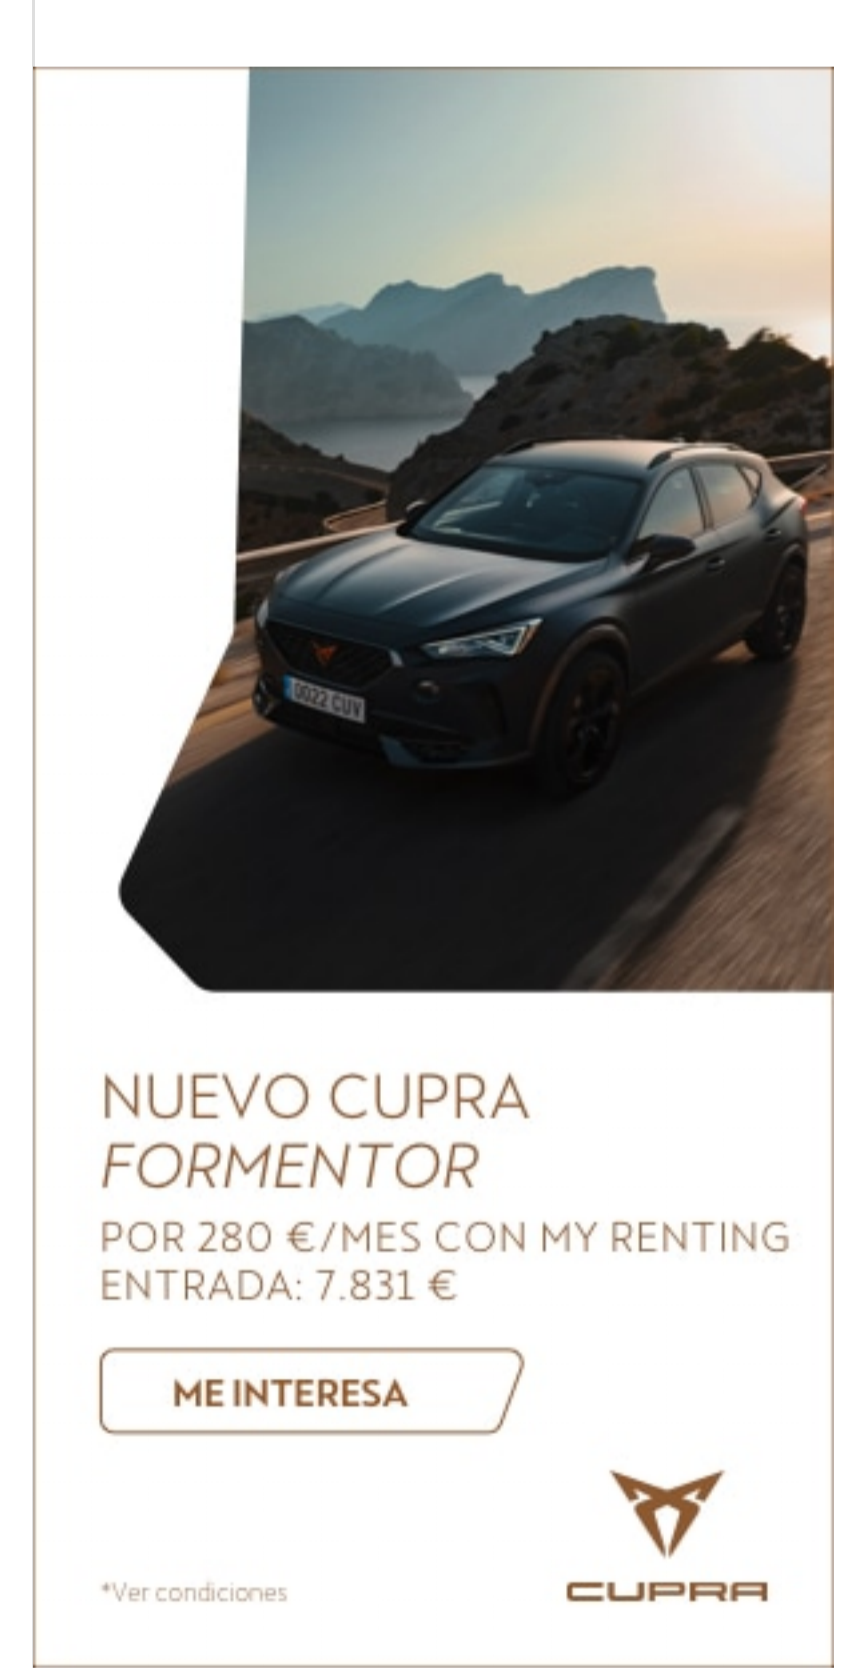 0022 CUV
NUEVO CUPRA
FORMENTOR
POR 280 €/MES CON MY RENTING
ENTRADA: 7.831 €
ME INTERESA
CUPRA
*Ver condiciones